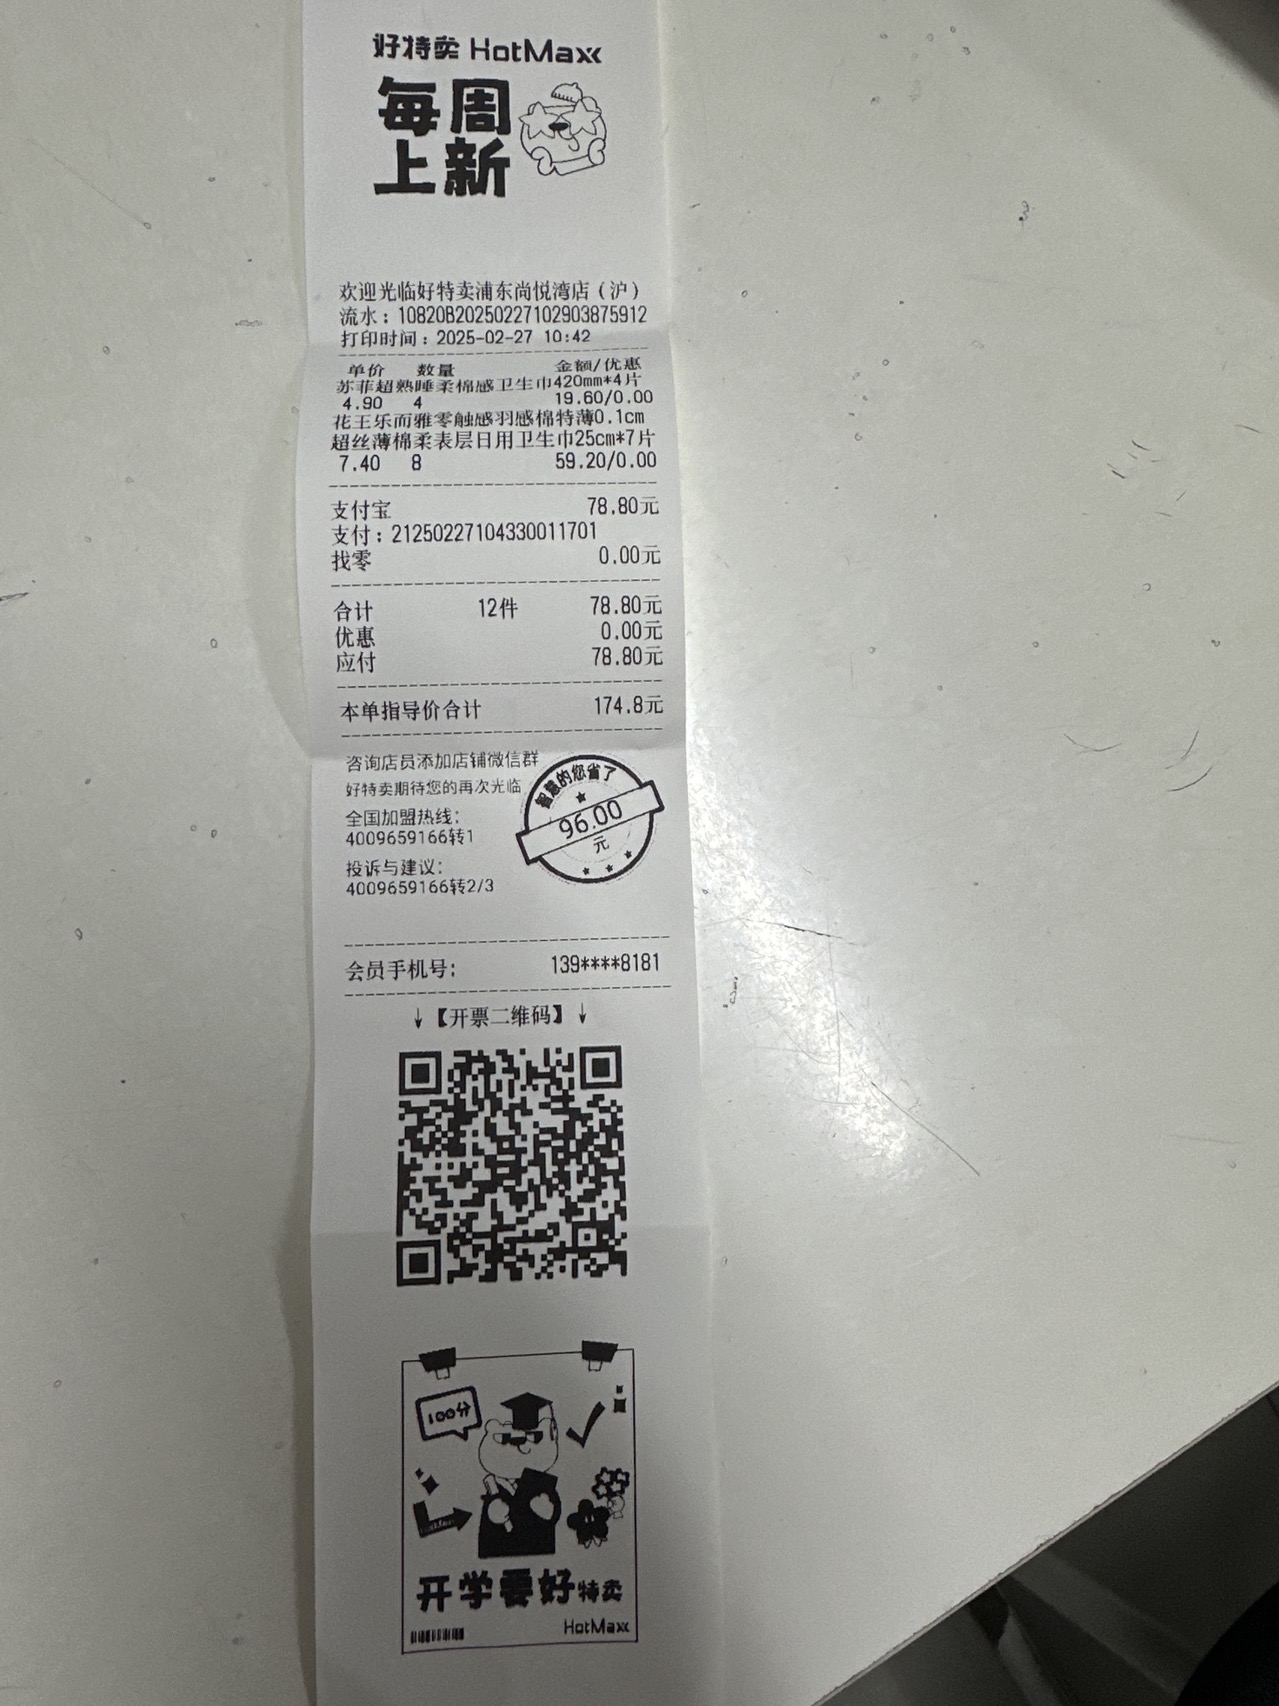 好特卖 HotMaxx
每周
上新
欢迎光临好特卖浦东尚悦湾店（沪）
流水：10820B20250227102903875912
打印时间：2025-02-27 10:42
单价 数量 金额/优惠
苏菲超熟睡柔棉感卫生巾420mm*4片
4.90 4 19.60/0.00
花王乐而雅零触感羽感棉特薄0.1cm
超丝薄棉柔表层日用卫生巾25cm*7片
7.40 8 59.20/0.00
支付宝 78.80元
支付：21250227104330011701
找零 0.00元
合计 12件 78.80元
优惠 0.00元
应付 78.80元
本单指导价合计 174.8元
咨询店员添加店铺微信群
好特卖期待您的再次光临
全国加盟热线：
4009659166转1
投诉与建议：
4009659166转2/3
智慧的您省了
96.00
元
会员手机号： 139****8181
↓【开票二维码】↓
100分
开学要好特卖
HotMaxx